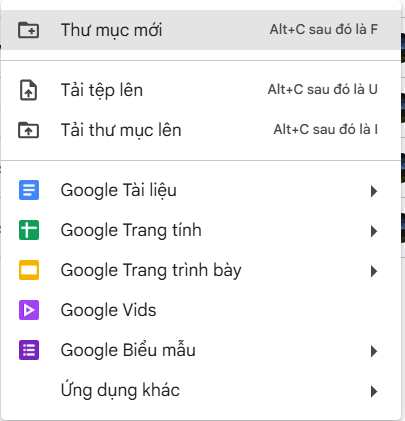 Thư mục mới Alt+C sau đó là F
Tải tệp lên Alt+C sau đó là U
Tải thư mục lên Alt+C sau đó là I
Google Tài liệu
Google Trang tính
Google Trang trình bày
Google Vids
Google Biểu mẫu
Ứng dụng khác